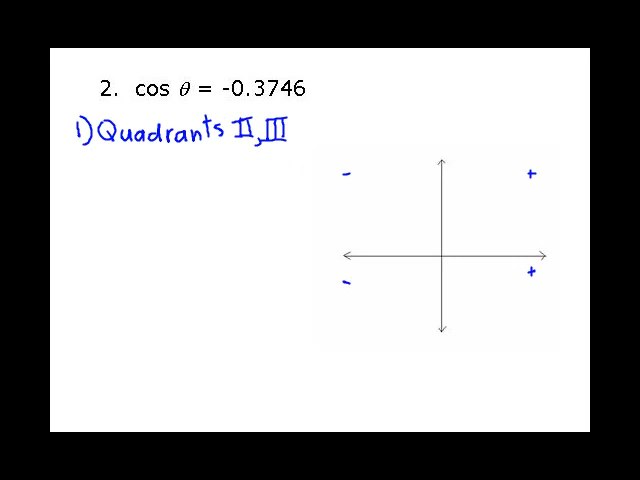 2. cos θ = -0.3746
1) Quadrants II, III
- +
- +